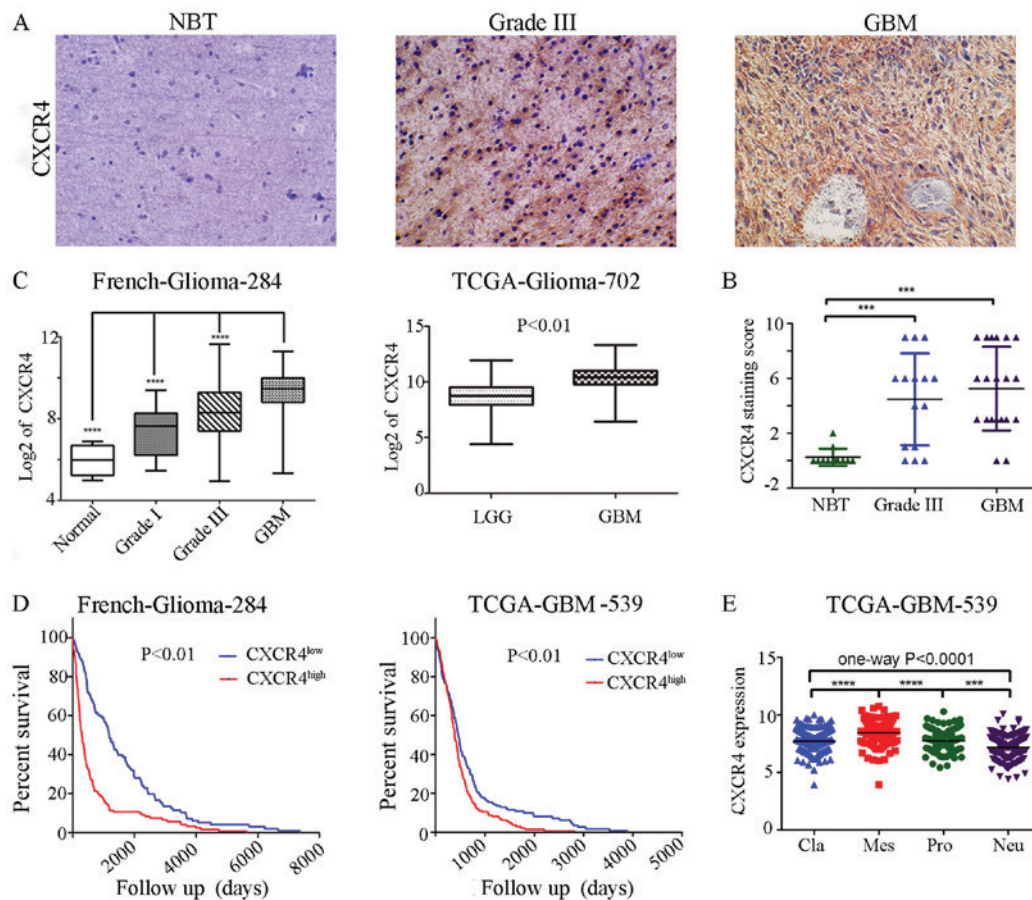 A
NBT
Grade III
GBM
CXCR4
C
French-Glioma-284
Log2 of CXCR4
12
8
4
****
****
****
Normal
Grade I
Grade III
GBM
TCGA-Glioma-702
P<0.01
Log2 of CXCR4
15
10
5
0
LGG
GBM
B
***
***
CXCR4 staining score
10
6
2
-2
NBT
Grade III
GBM
D
French-Glioma-284
P<0.01
CXCR4low
CXCR4high
Percent survival
100
80
60
40
20
0
2000
4000
6000
8000
Follow up (days)
TCGA-GBM -539
P<0.01
CXCR4low
CXCR4high
Percent survival
100
80
60
40
20
0
1000
2000
3000
4000
5000
Follow up (days)
E
TCGA-GBM-539
one-way P<0.0001
****
****
***
CXCR4 expression
15
10
5
0
Cla
Mes
Pro
Neu